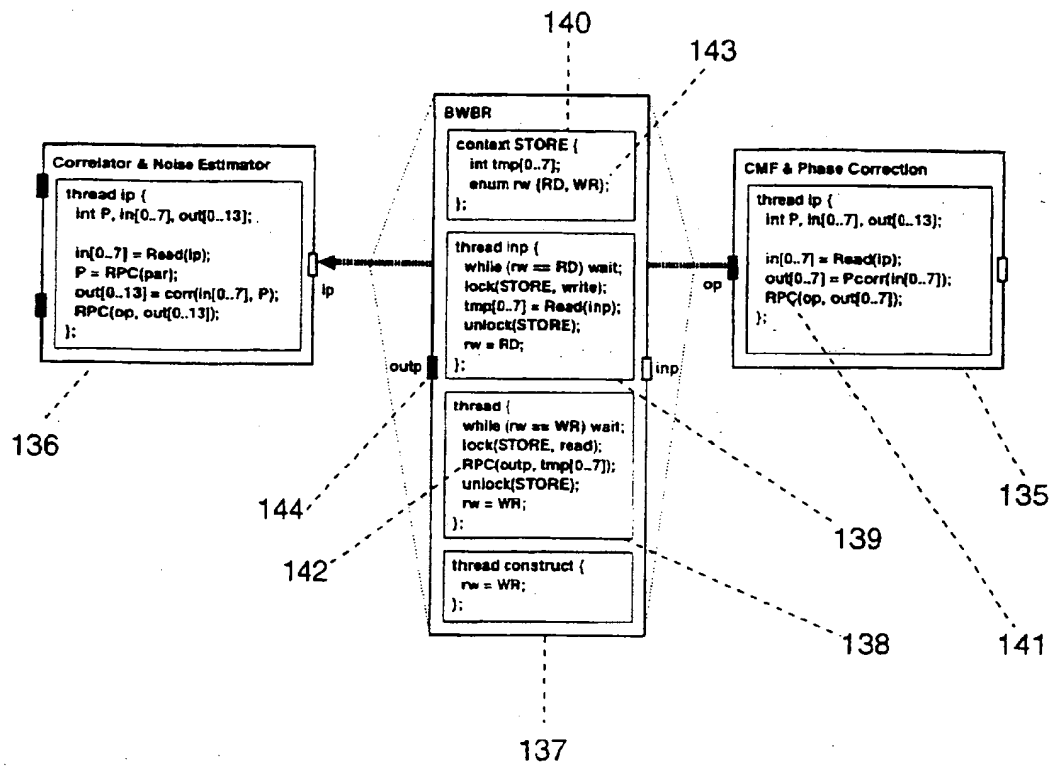 140
143
BWBR
context STORE {
int tmp[0..7];
enum rw {RD, WR};
};
Correlator & Noise Estimator
thread ip {
int P, in[0..7], out[0..13];
in[0..7] = Read(ip);
P = RPC(par);
out[0..13] = corr(in[0..7], P);
RPC(op, out[0..13]);
};
ip
thread inp {
while (rw == RD) wait;
lock(STORE, write);
tmp[0..7] = Read(inp);
unlock(STORE);
rw = RD;
};
outp
inp
CMF & Phase Correction
thread ip {
int P, in[0..7], out[0..13];
in[0..7] = Read(ip);
out[0..7] = Pcorr(in[0..7]);
RPC(op, out[0..7]);
};
op
thread {
while (rw == WR) wait;
lock(STORE, read);
RPC(outp, tmp[0..7]);
unlock(STORE);
rw = WR;
};
thread construct {
rw = WR;
};
136
144
142
139
135
138
141
137